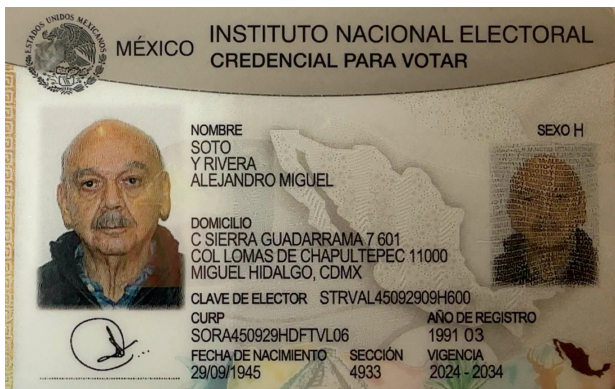 ESTADOS UNIDOS MEXICANOS
MÉXICO
INSTITUTO NACIONAL ELECTORAL
CREDENCIAL PARA VOTAR
NOMBRE
SEXO H
SOTO
Y RIVERA
ALEJANDRO MIGUEL
DOMICILIO
C SIERRA GUADARRAMA 7 601
COL LOMAS DE CHAPULTEPEC 11000
MIGUEL HIDALGO, CDMX
CLAVE DE ELECTOR STRVAL45092909H600
CURP
AÑO DE REGISTRO
SORA450929HDFTVL06
1991 03
FECHA DE NACIMIENTO SECCIÓN VIGENCIA
29/09/1945 4933 2024 - 2034